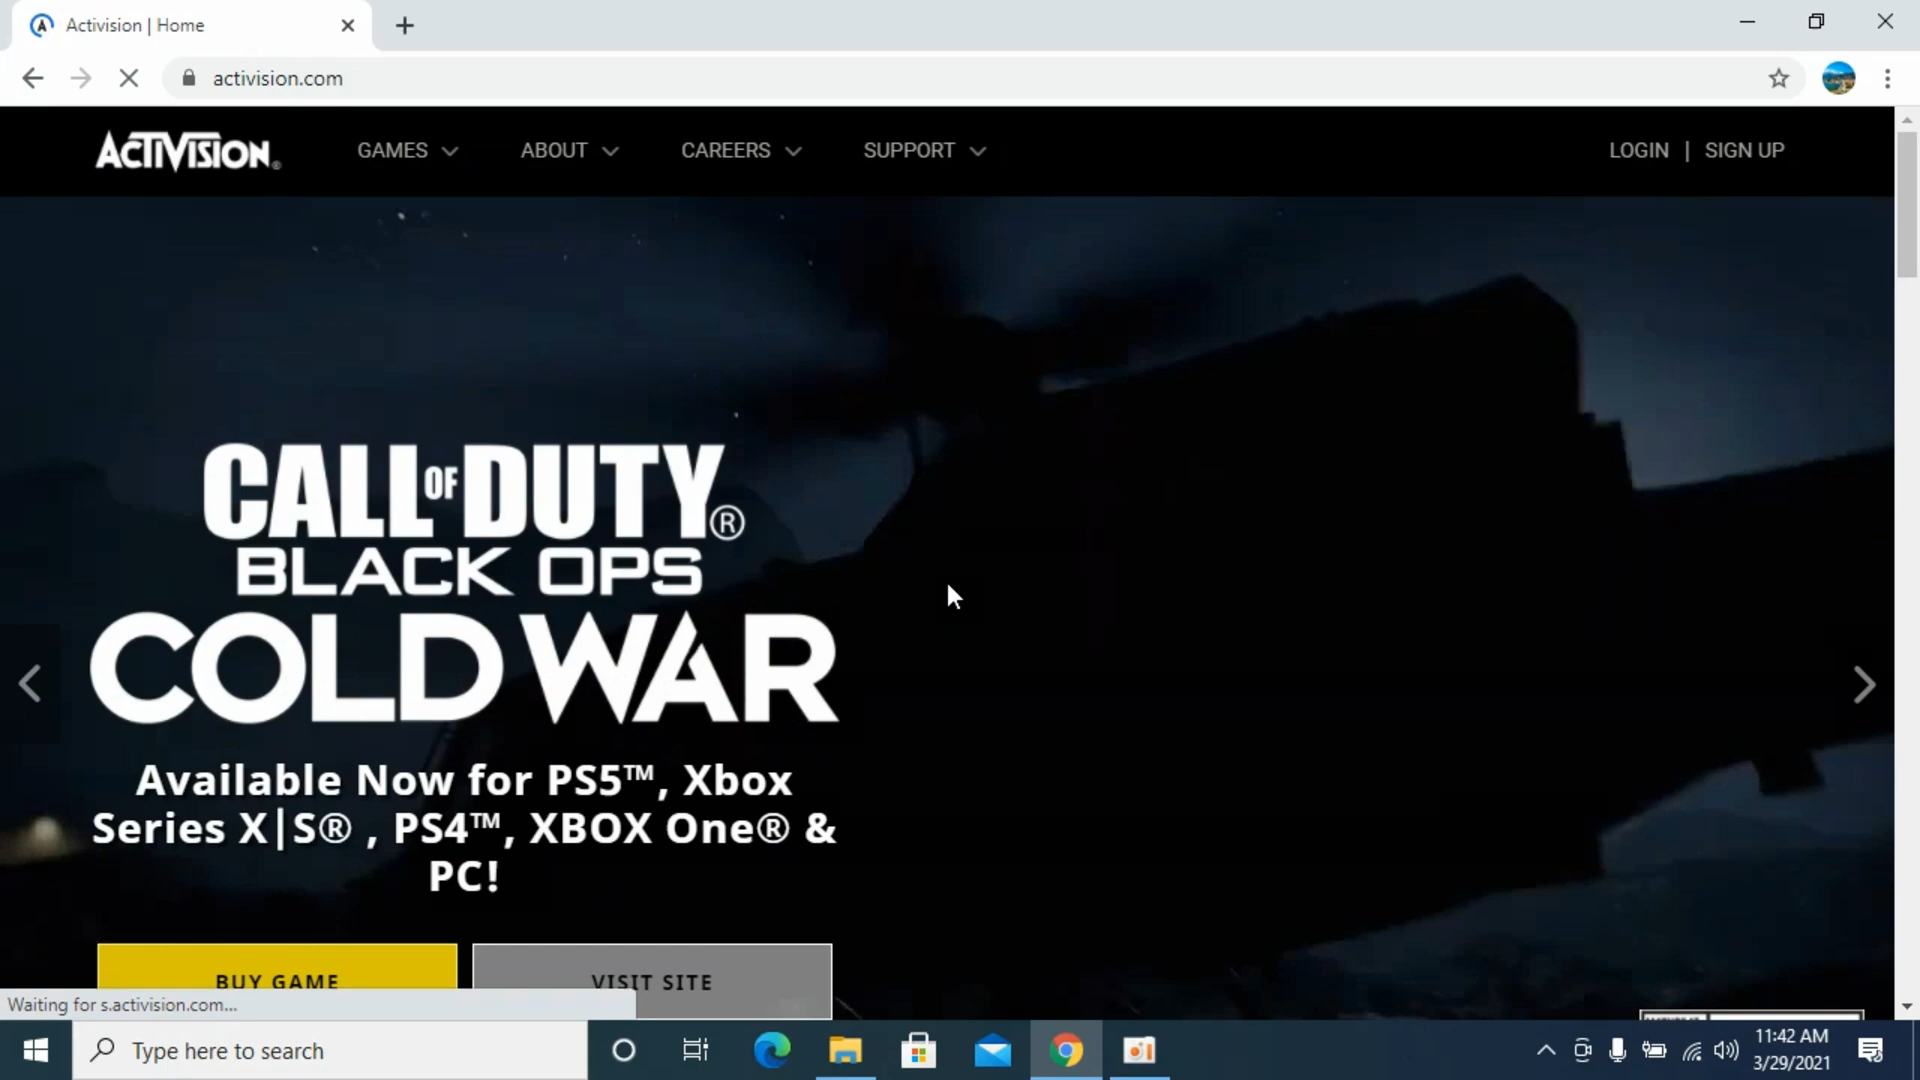 Activision | Home
activision.com
ACTIVISION®
GAMES
ABOUT
CAREERS
SUPPORT
LOGIN | SIGN UP
CALL OF DUTY®
BLACK OPS
COLD WAR
Available Now for PS5™, Xbox
Series X|S® , PS4™, XBOX One® &
PC!
BUY GAME
VISIT SITE
Waiting for s.activision.com...
Type here to search
11:42 AM
3/29/2021